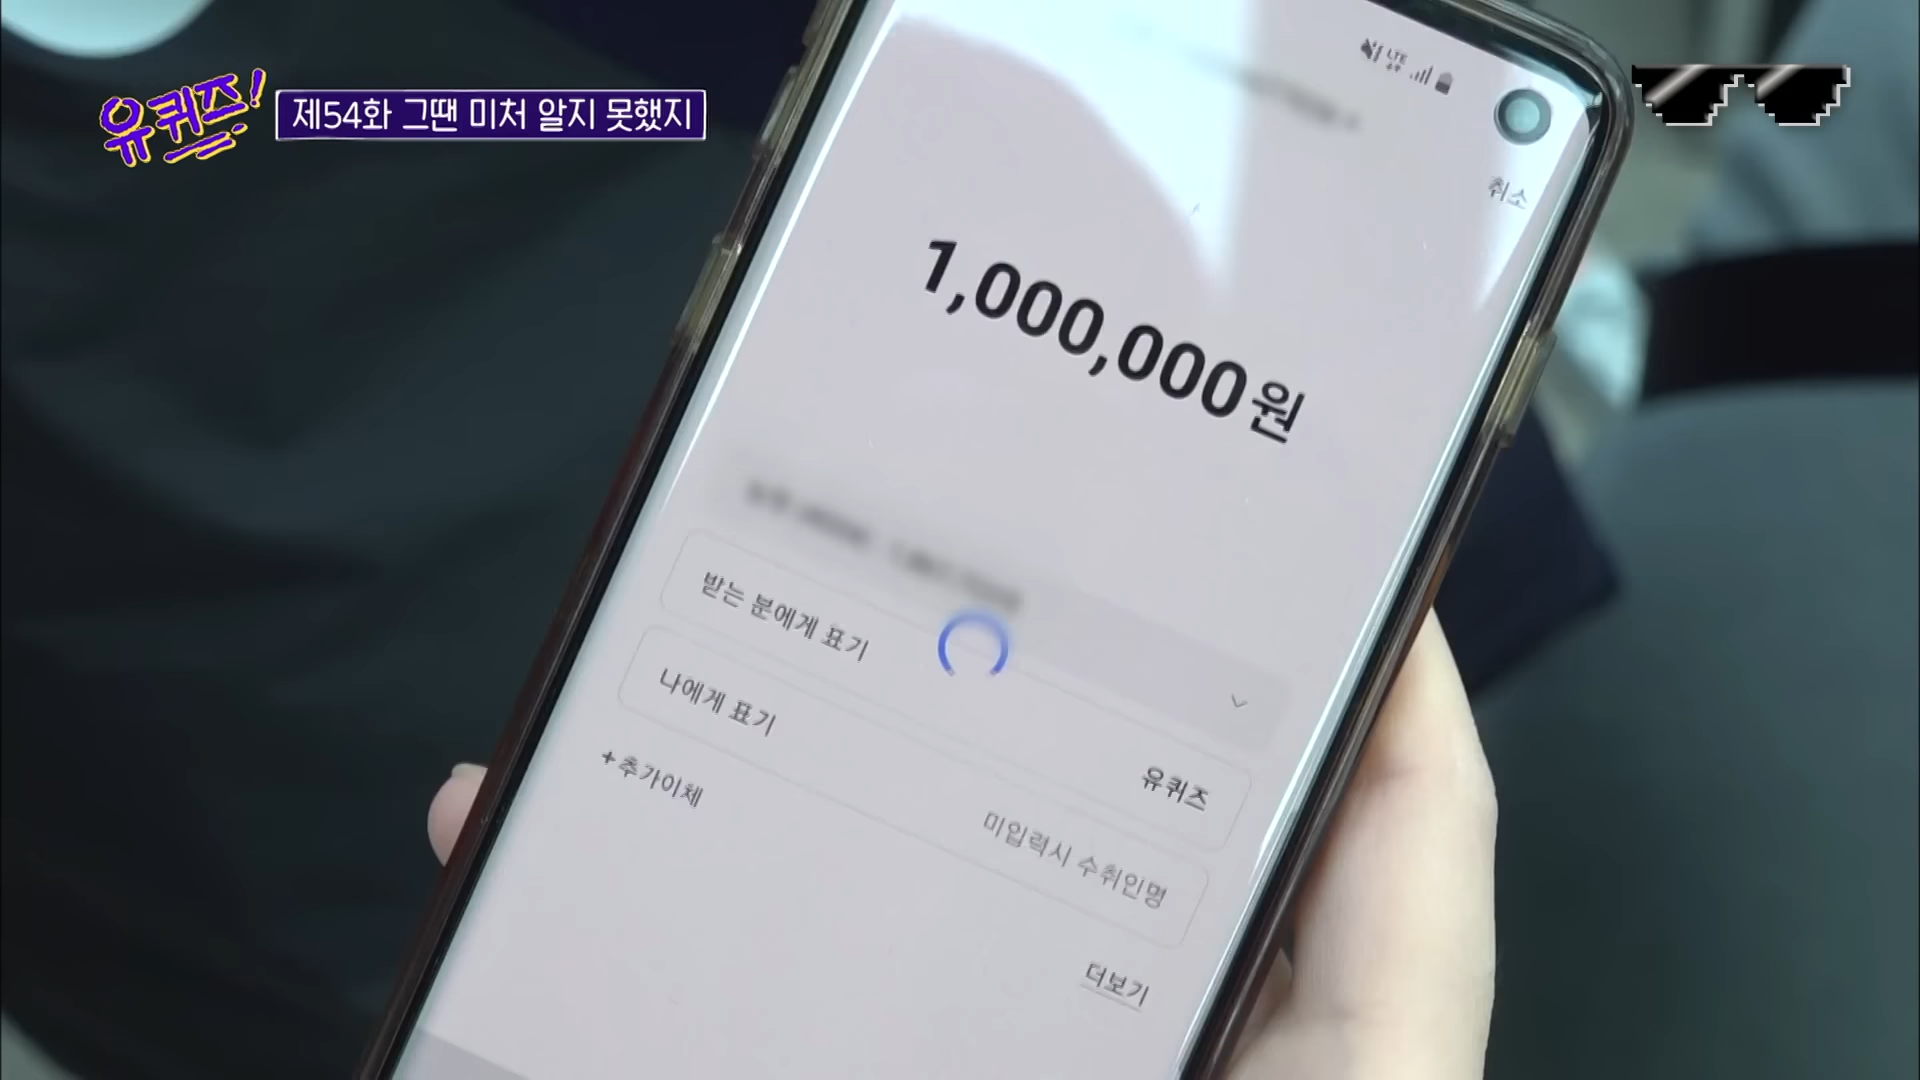 유퀴즈!
제54화 그땐 미처 알지 못했지
LTE
취소
1,000,000원
받는 분에게 표기
유퀴즈
나에게 표기
미입력시 수취인명
+추가이체
더보기